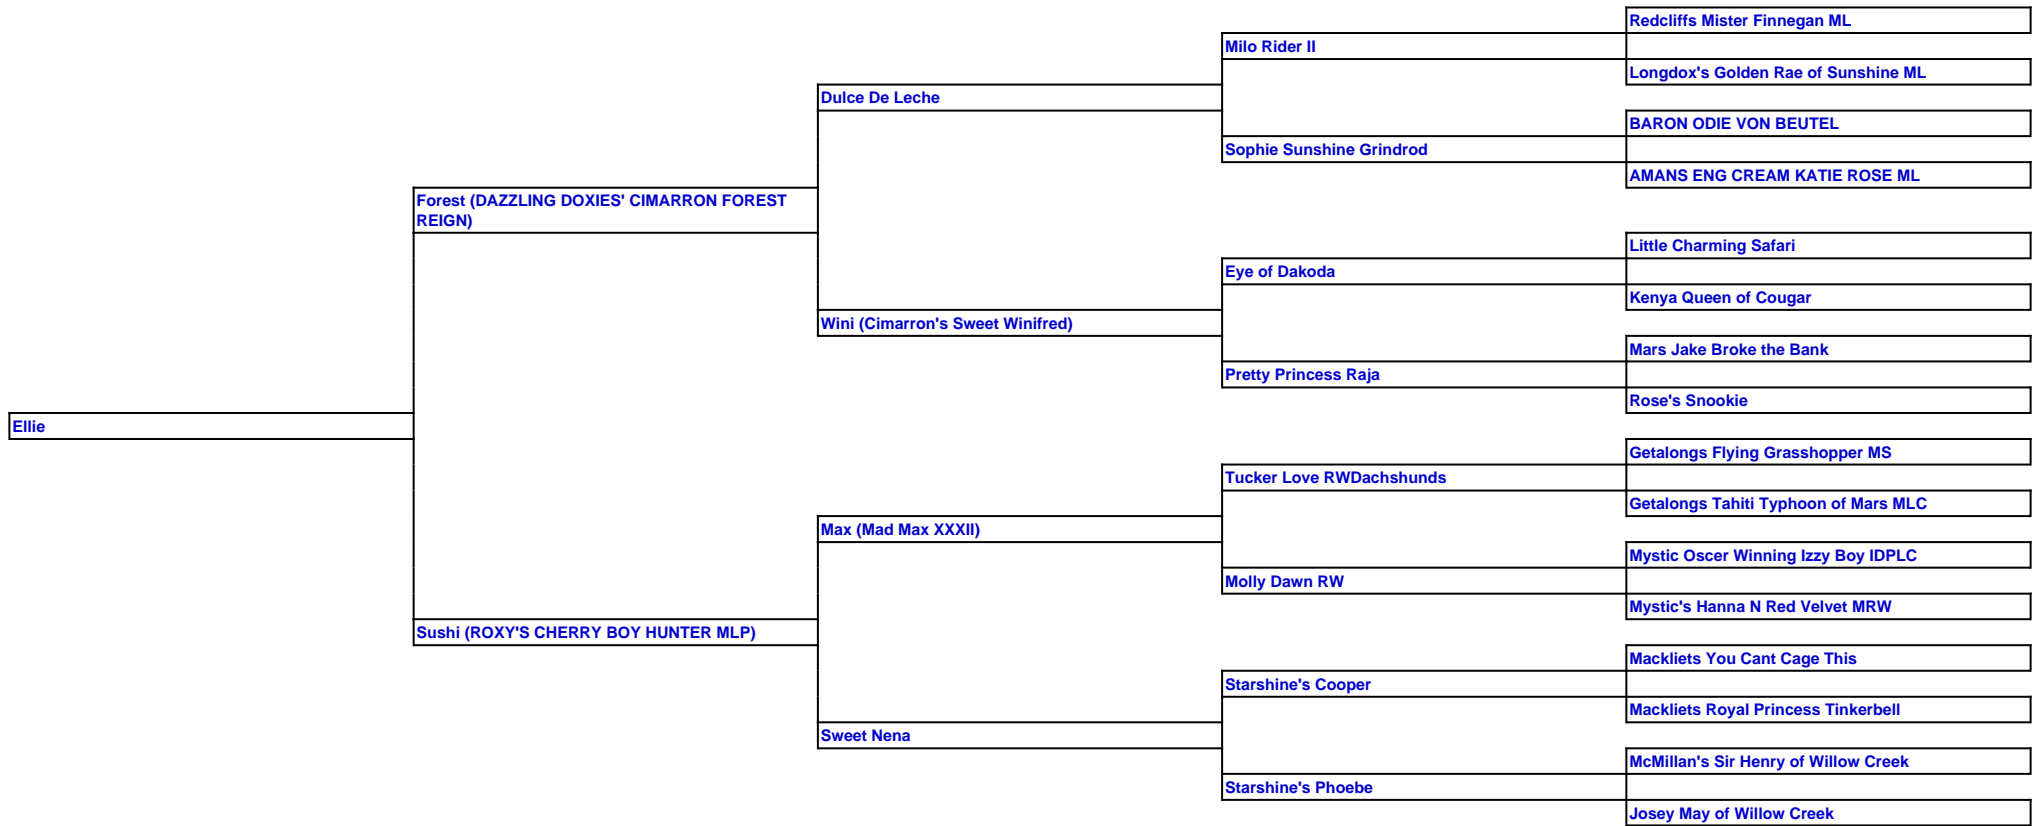 Redcliffs Mister Finnegan ML
Milo Rider II
Longdox's Golden Rae of Sunshine ML
Dulce De Leche
BARON ODIE VON BEUTEL
Sophie Sunshine Grindrod
AMANS ENG CREAM KATIE ROSE ML
Forest (DAZZLING DOXIES' CIMARRON FOREST
REIGN)
Little Charming Safari
Eye of Dakoda
Kenya Queen of Cougar
Wini (Cimarron's Sweet Winifred)
Mars Jake Broke the Bank
Pretty Princess Raja
Rose's Snookie
Ellie
Getalongs Flying Grasshopper MS
Tucker Love RWDachshunds
Getalongs Tahiti Typhoon of Mars MLC
Max (Mad Max XXXII)
Mystic Oscer Winning Izzy Boy IDPLC
Molly Dawn RW
Mystic's Hanna N Red Velvet MRW
Sushi (ROXY'S CHERRY BOY HUNTER MLP)
Mackliets You Cant Cage This
Starshine's Cooper
Mackliets Royal Princess Tinkerbell
Sweet Nena
McMillan's Sir Henry of Willow Creek
Starshine's Phoebe
Josey May of Willow Creek